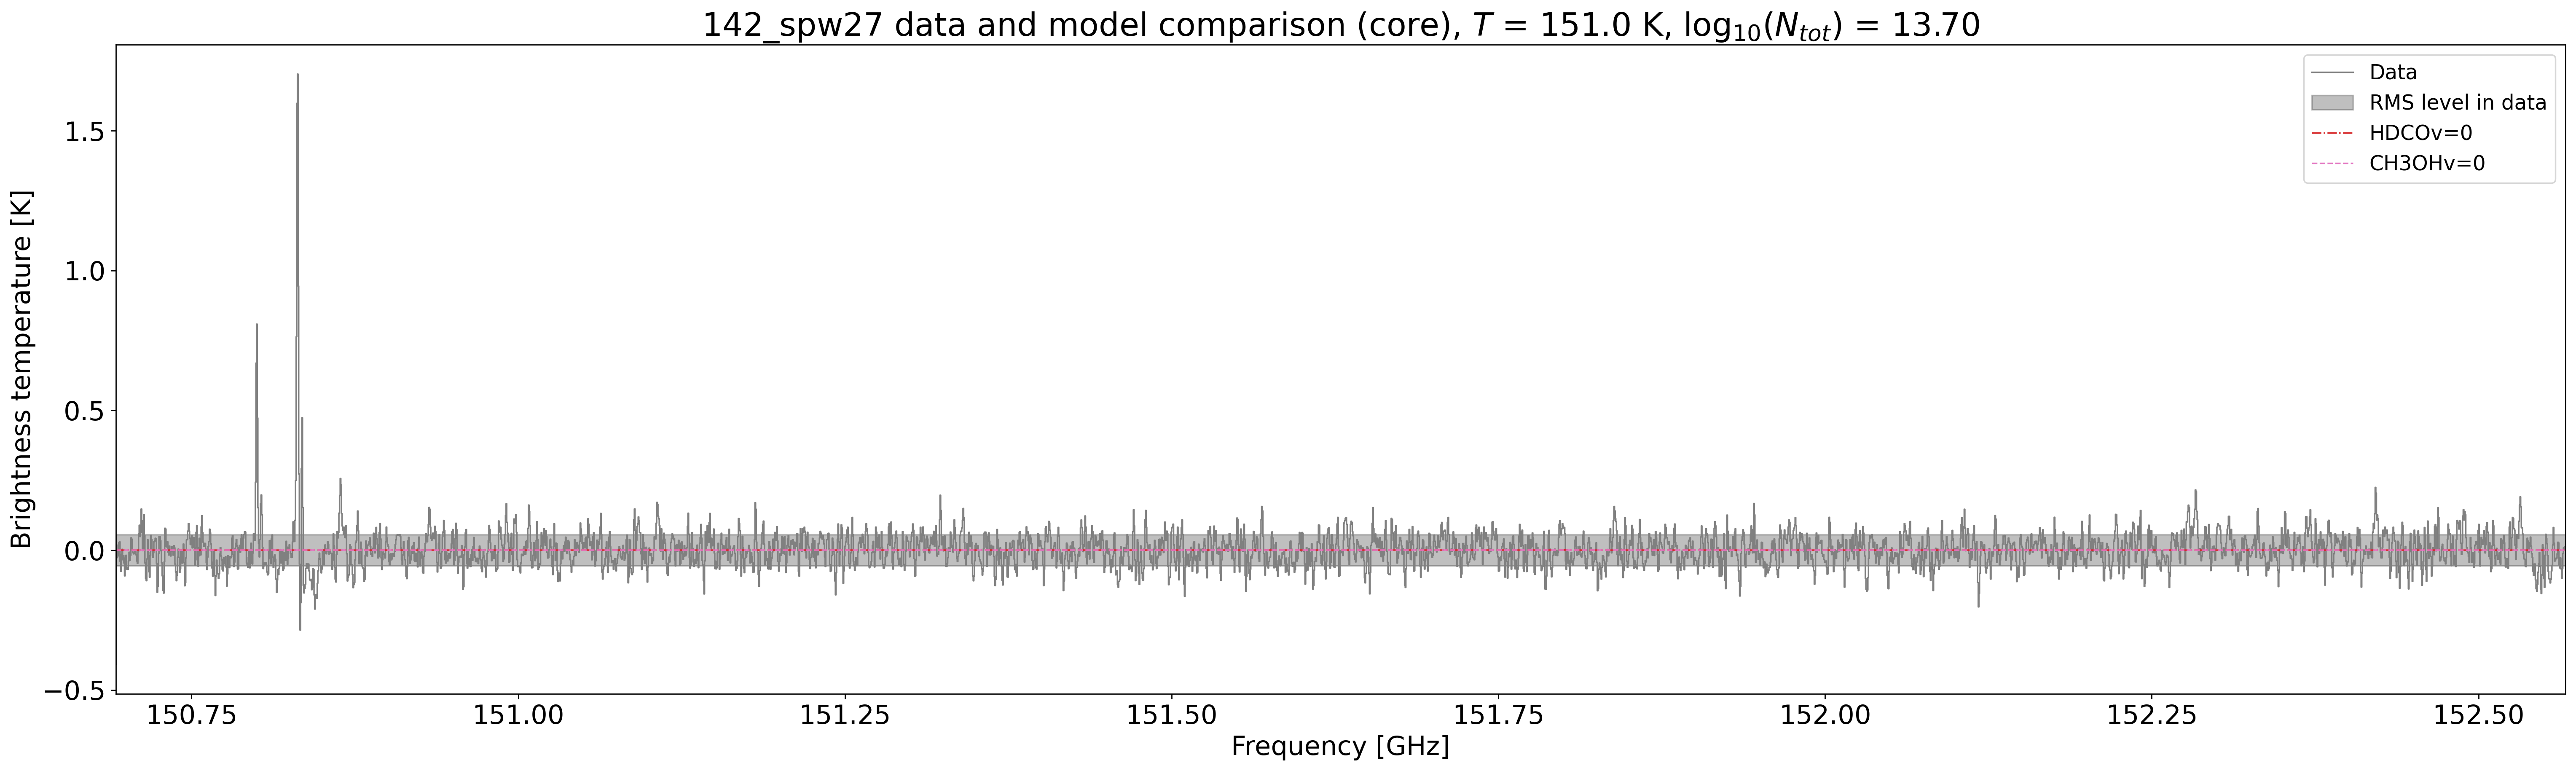 142_spw27 data and model comparison (core), T = 151.0 K, log₁₀(Nₜₒₜ) = 13.70
Data
RMS level in data
HDCOv=0
CH3OHv=0
Brightness temperature [K]
1.5
1.0
0.5
0.0
−0.5
150.75 151.00 151.25 151.50 151.75 152.00 152.25 152.50
Frequency [GHz]